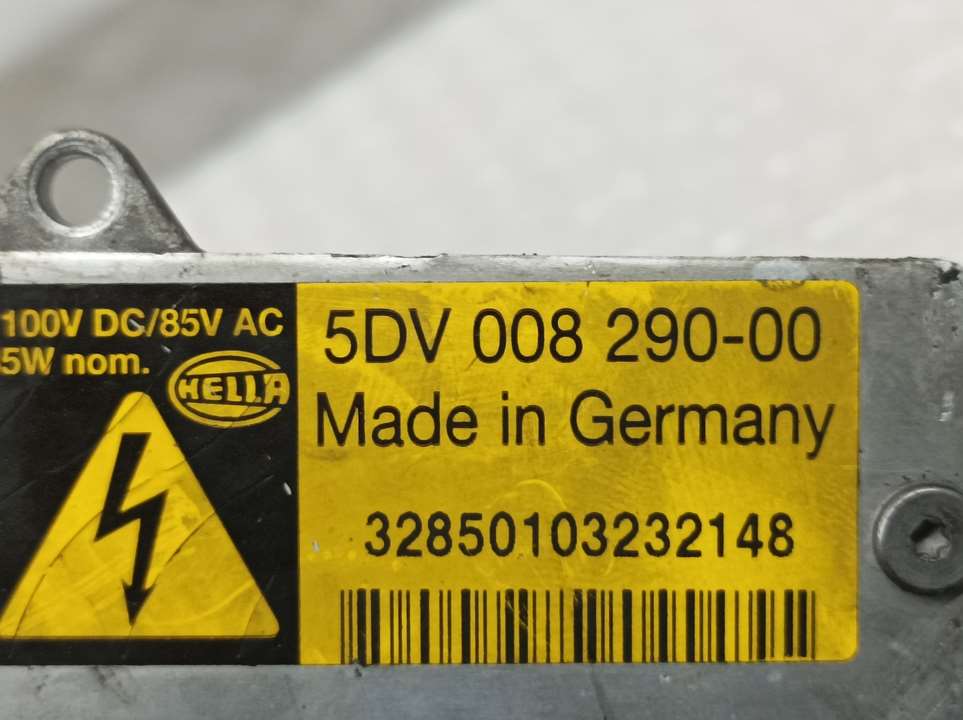 100V DC/85V AC
5W nom.
HELLA
5DV 008 290-00
Made in Germany
32850103232148